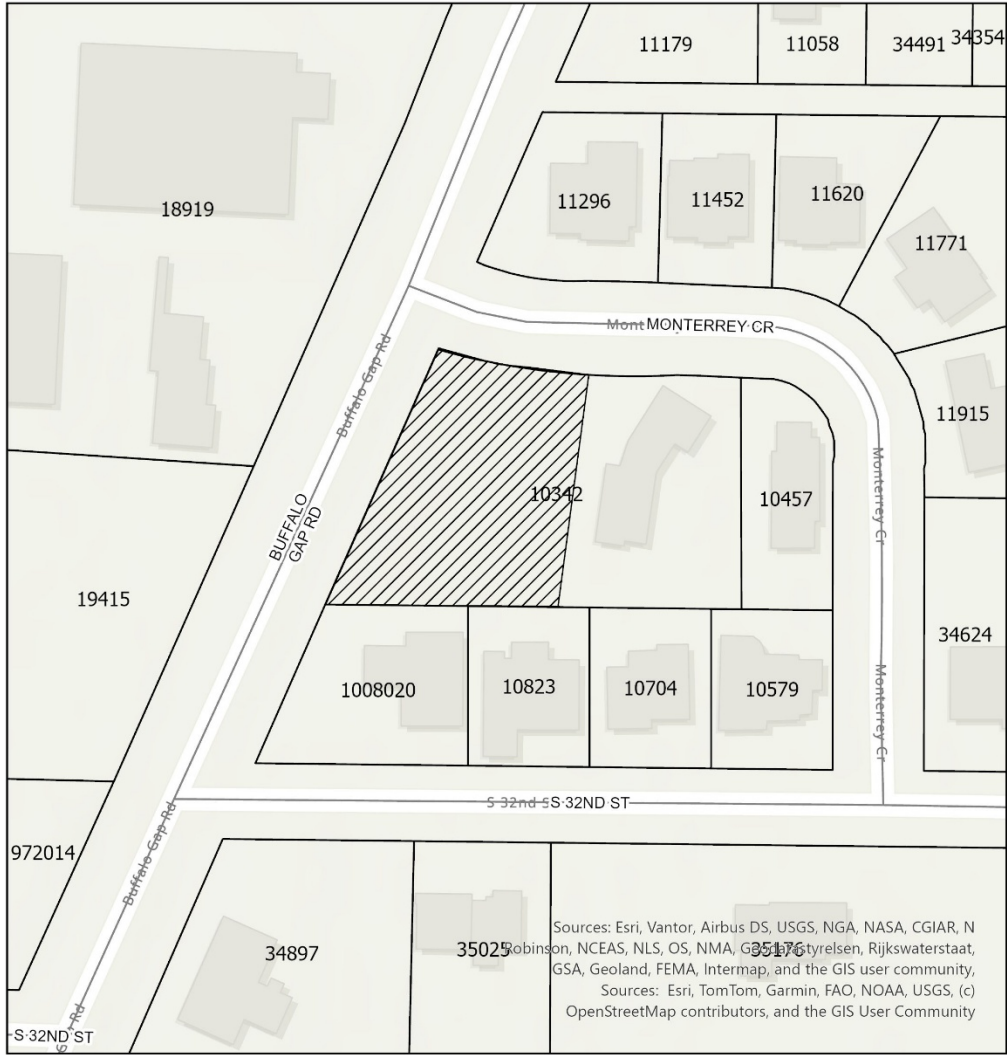 11179
11058
34491
34354
18919
11296
11452
11620
11771
Mont
MONTERREY CR
Buffalo Gap Rd
11915
10342
10457
Monterrey Cr
BUFFALO
GAP RD
19415
34624
1008020
10823
10704
10579
Monterrey Cr
S 32nd S
S 32ND ST
Buffalo Gap Rd
972014
34897
35025
35176
Sources: Esri, Vantor, Airbus DS, USGS, NGA, NASA, CGIAR, N
Robinson, NCEAS, NLS, OS, NMA, Geodatastyrelsen, Rijkswaterstaat,
GSA, Geoland, FEMA, Intermap, and the GIS user community,
Sources: Esri, TomTom, Garmin, FAO, NOAA, USGS, (c)
OpenStreetMap contributors, and the GIS User Community
Rd
S 32ND ST